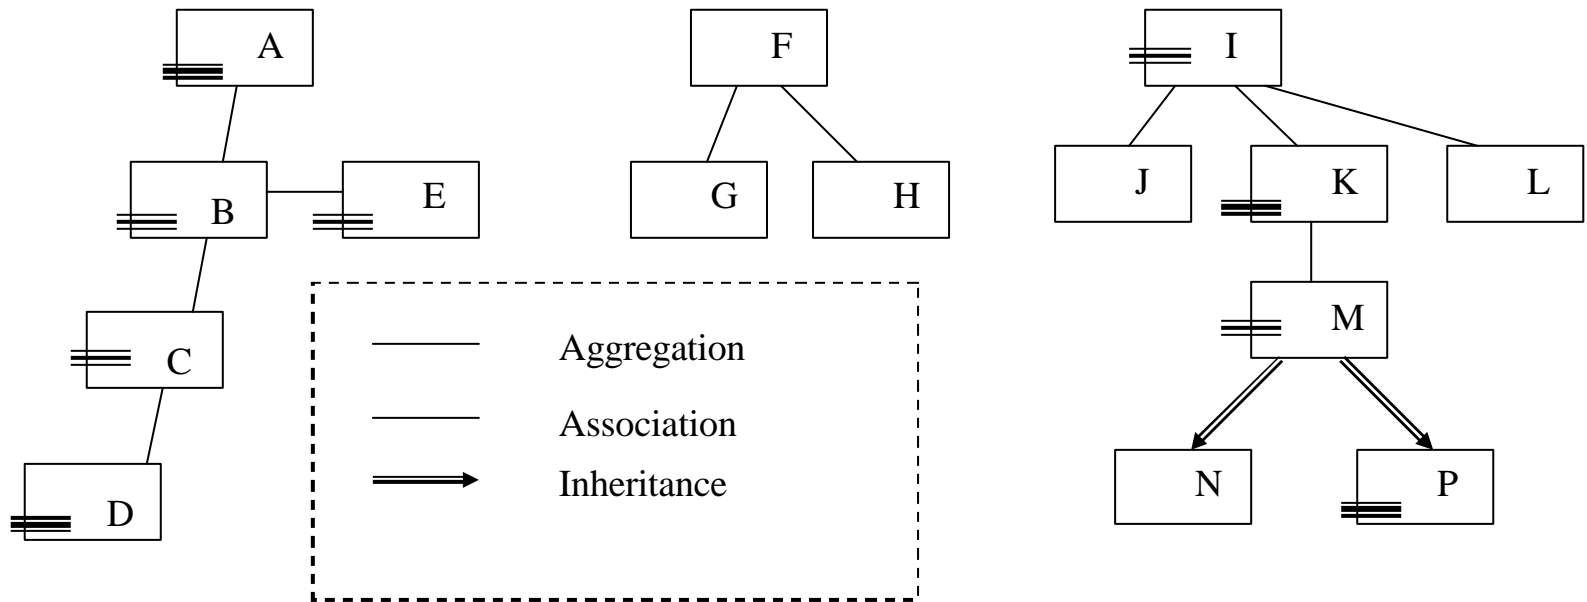 A
F
I
B
E
G
H
J
K
L
C
M
D
N
P
Aggregation
Association
Inheritance